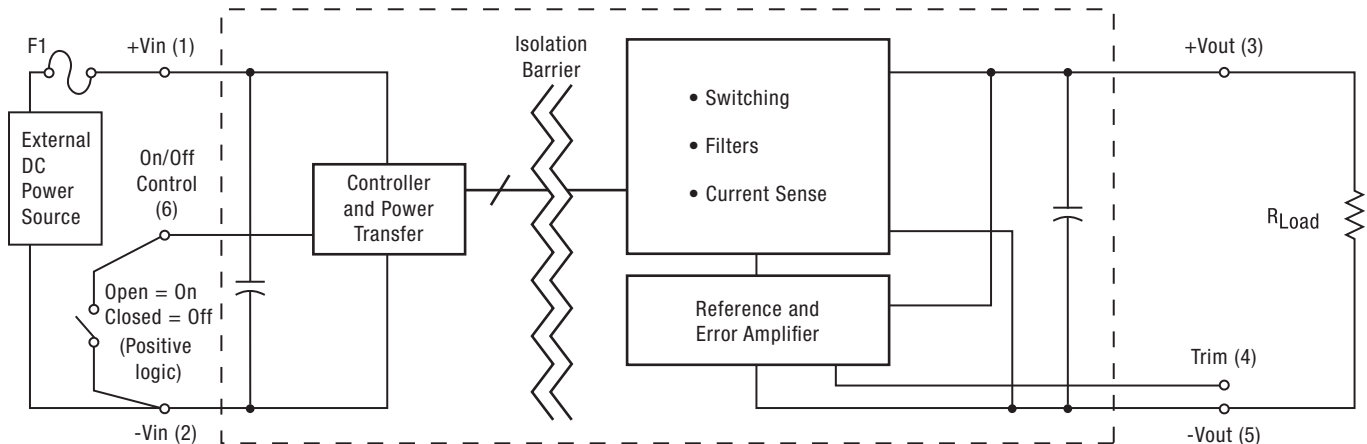 F1
+Vin (1)
External
DC
Power
Source
On/Off
Control
(6)
Open = On
Closed = Off
(Positive
logic)
-Vin (2)
Controller
and Power
Transfer
Isolation
Barrier
• Switching
• Filters
• Current Sense
Reference and
Error Amplifier
+Vout (3)
RLoad
Trim (4)
-Vout (5)